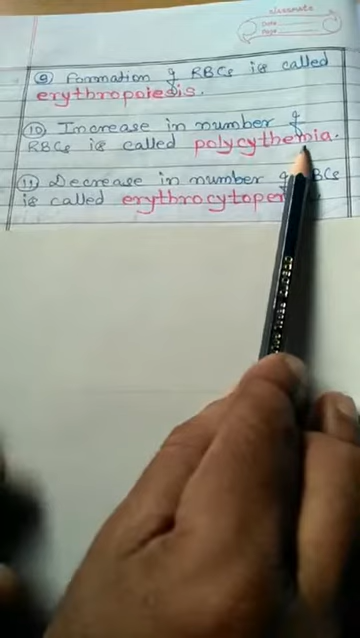 classmate
Date
Page
⑨ Formation of RBCs is called
erythropoiesis.
⑩ Increase in number of
RBCs is called polycythemia.
⑪ Decrease in number of RBCs
is called